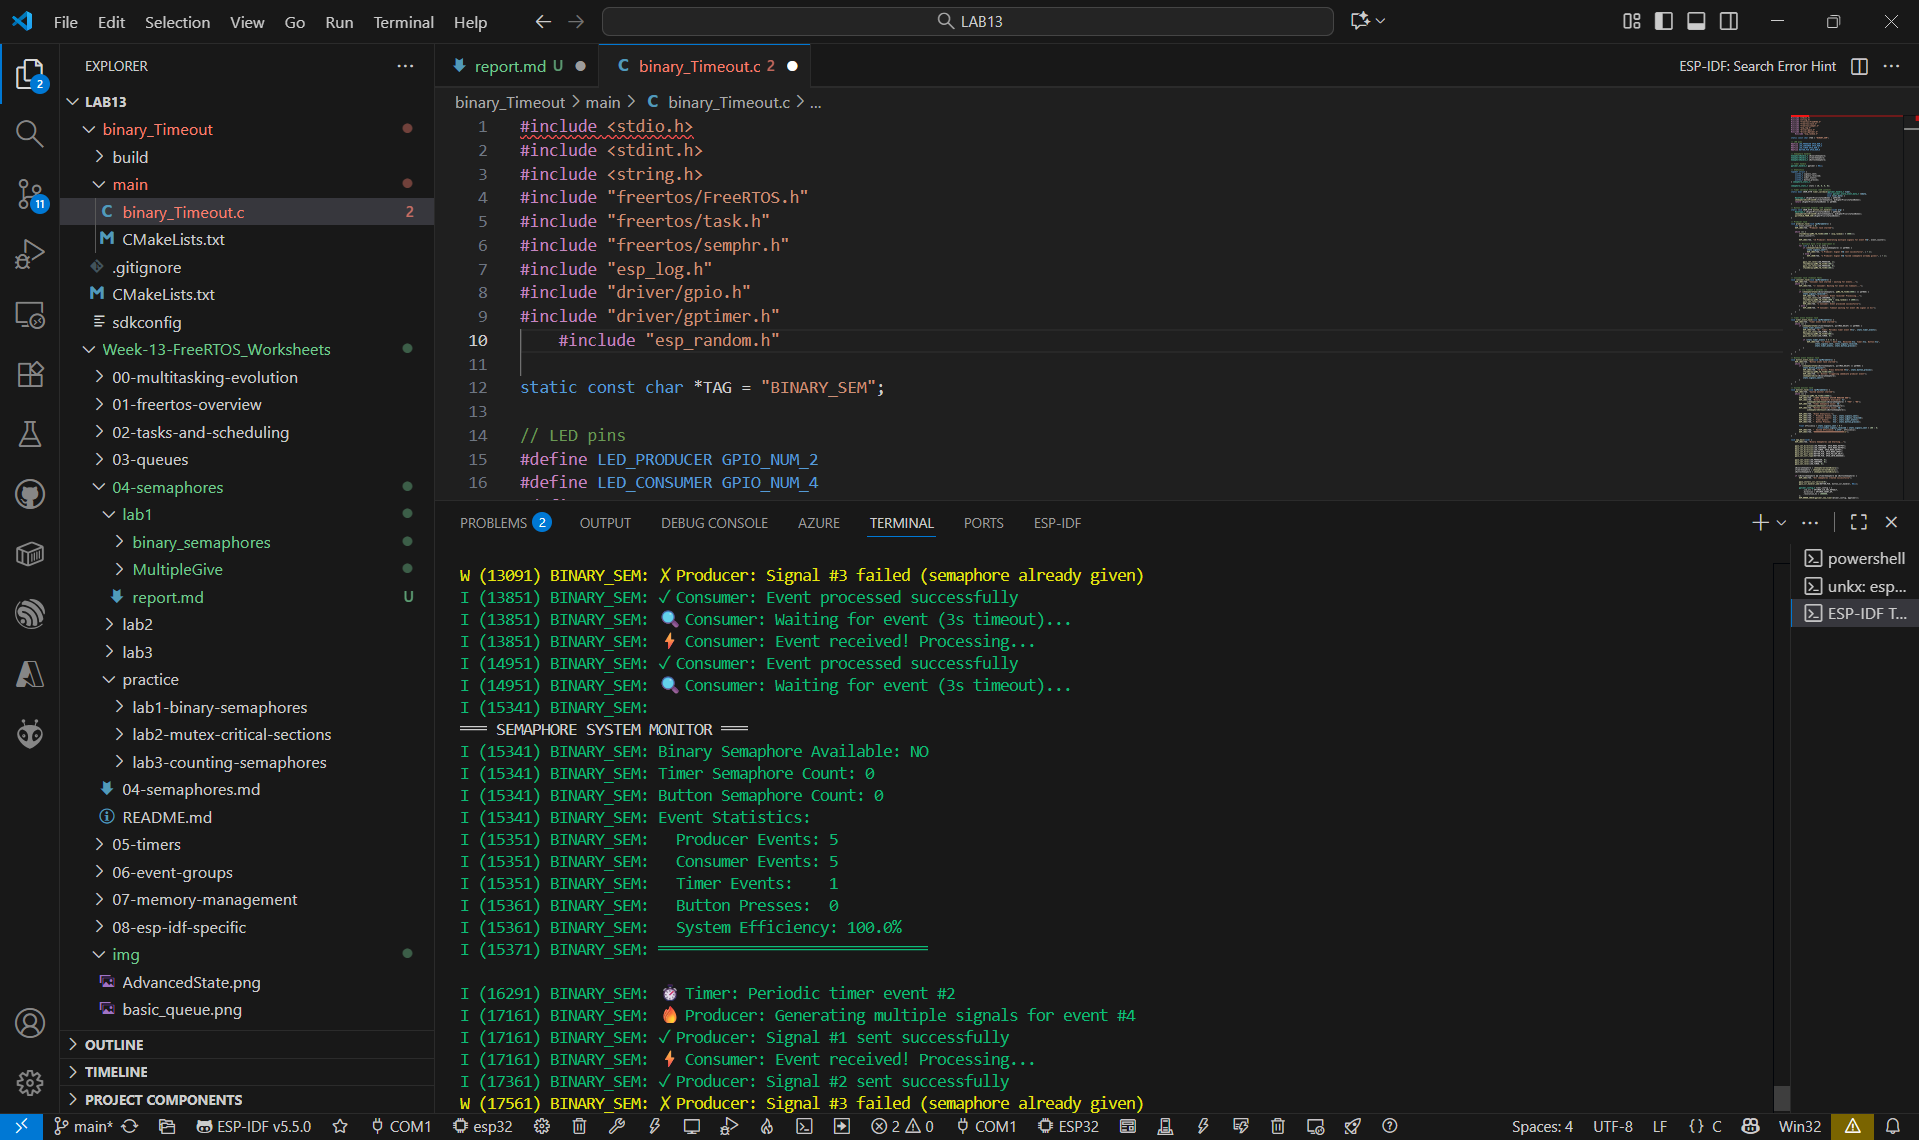 File Edit Selection View Go Run Terminal Help
LAB13
EXPLORER
LAB13
binary_Timeout
build
main
binary_Timeout.c 2
CMakeLists.txt
.gitignore
CMakeLists.txt
sdkconfig
Week-13-FreeRTOS_Worksheets
00-multitasking-evolution
01-freertos-overview
02-tasks-and-scheduling
03-queues
04-semaphores
lab1
binary_semaphores
MultipleGive
report.md U
lab2
lab3
practice
lab1-binary-semaphores
lab2-mutex-critical-sections
lab3-counting-semaphores
04-semaphores.md
README.md
05-timers
06-event-groups
07-memory-management
08-esp-idf-specific
img
AdvancedState.png
basic_queue.png
OUTLINE
TIMELINE
PROJECT COMPONENTS
2
11
report.md U
binary_Timeout.c 2
ESP-IDF: Search Error Hint
binary_Timeout > main > C binary_Timeout.c > ...
1 #include <stdio.h>
2 #include <stdint.h>
3 #include <string.h>
4 #include "freertos/FreeRTOS.h"
5 #include "freertos/task.h"
6 #include "freertos/semphr.h"
7 #include "esp_log.h"
8 #include "driver/gpio.h"
9 #include "driver/gptimer.h"
10 #include "esp_random.h"
11
12 static const char *TAG = "BINARY_SEM";
13
14 // LED pins
15 #define LED_PRODUCER GPIO_NUM_2
16 #define LED_CONSUMER GPIO_NUM_4
PROBLEMS 2 OUTPUT DEBUG CONSOLE AZURE TERMINAL PORTS ESP-IDF
W (13091) BINARY_SEM: ✗ Producer: Signal #3 failed (semaphore already given)
I (13851) BINARY_SEM: ✓ Consumer: Event processed successfully
I (13851) BINARY_SEM: 🔍 Consumer: Waiting for event (3s timeout)...
I (13851) BINARY_SEM: ⚡ Consumer: Event received! Processing...
I (14951) BINARY_SEM: ✓ Consumer: Event processed successfully
I (14951) BINARY_SEM: 🔍 Consumer: Waiting for event (3s timeout)...
I (15341) BINARY_SEM:
═══ SEMAPHORE SYSTEM MONITOR ═══
I (15341) BINARY_SEM: Binary Semaphore Available: NO
I (15341) BINARY_SEM: Timer Semaphore Count: 0
I (15341) BINARY_SEM: Button Semaphore Count: 0
I (15341) BINARY_SEM: Event Statistics:
I (15351) BINARY_SEM: Producer Events: 5
I (15351) BINARY_SEM: Consumer Events: 5
I (15351) BINARY_SEM: Timer Events: 1
I (15361) BINARY_SEM: Button Presses: 0
I (15361) BINARY_SEM: System Efficiency: 100.0%
I (15371) BINARY_SEM: ══════════════════════════════
I (16291) BINARY_SEM: ⏱ Timer: Periodic timer event #2
I (17161) BINARY_SEM: 🔥 Producer: Generating multiple signals for event #4
I (17161) BINARY_SEM: ✓ Producer: Signal #1 sent successfully
I (17161) BINARY_SEM: ⚡ Consumer: Event received! Processing...
I (17361) BINARY_SEM: ✓ Producer: Signal #2 sent successfully
W (17561) BINARY_SEM: ✗ Producer: Signal #3 failed (semaphore already given)
powershell
unkx: esp...
ESP-IDF T...
main* ESP-IDF v5.5.0 COM1 esp32 2 0 COM1 ESP32 Spaces: 4 UTF-8 LF {} C Win32